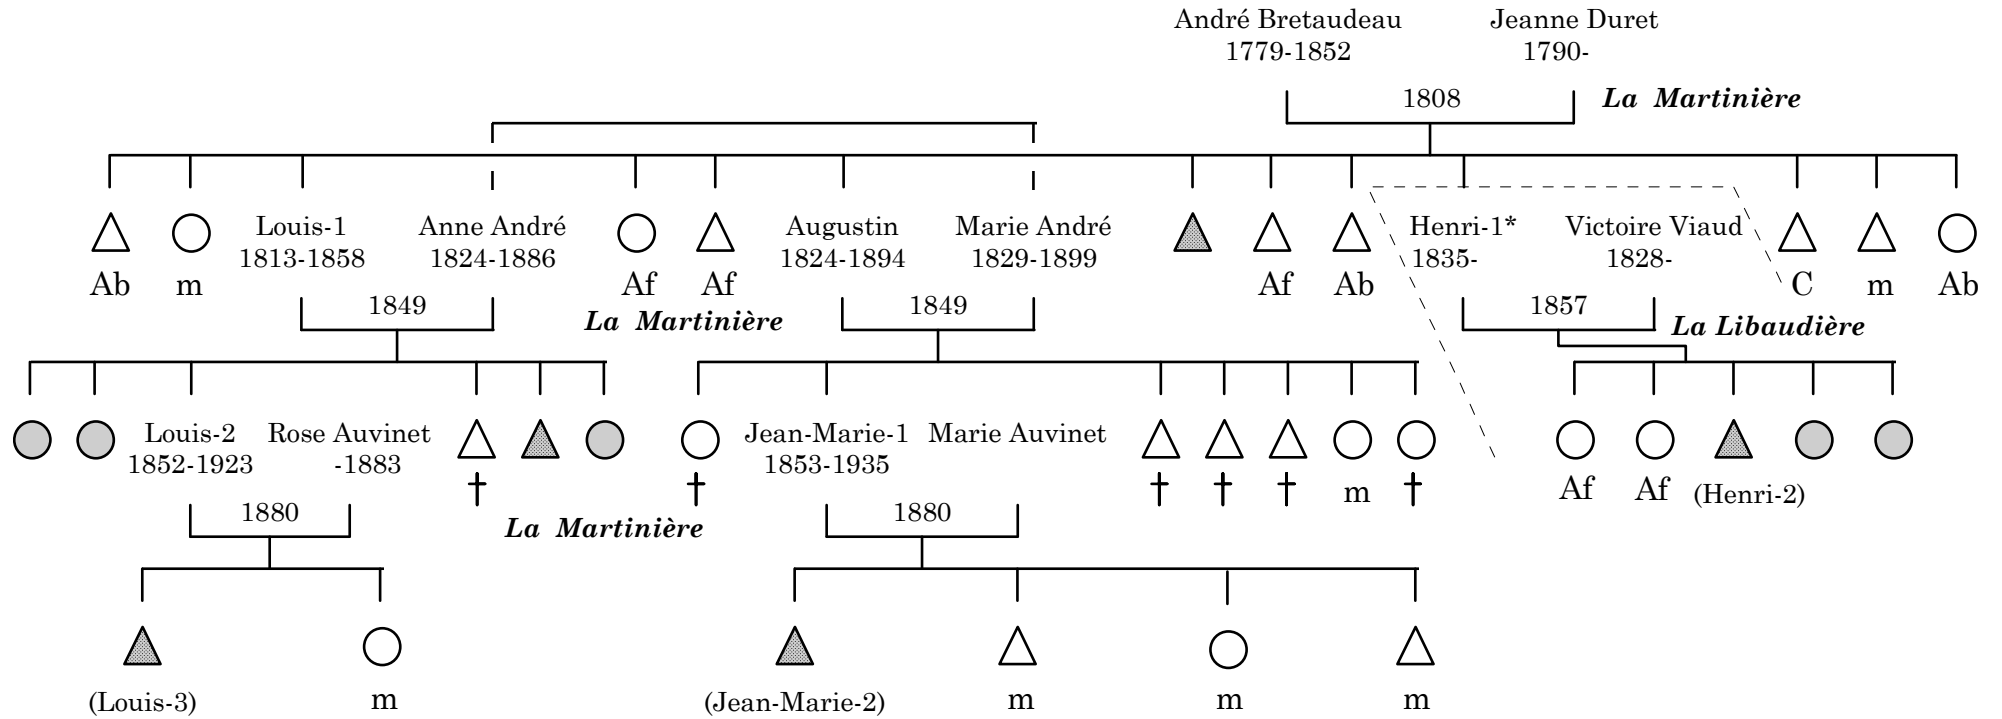 André Bretaudeau Jeanne Duret
1779-1852 1790-
1808 La Martinière
Louis-1 Anne André Augustin Marie André Henri-1* Victoire Viaud
1813-1858 1824-1886 1824-1894 1829-1899 1835- 1828-
Ab m Af Af Af Ab C m Ab
1849 La Martinière 1849 1857 La Libaudière
Louis-2 Rose Auvinet Jean-Marie-1 Marie Auvinet
1852-1923 -1883 1853-1935
† † † † † m † Af Af (Henri-2)
1880 La Martinière 1880
(Louis-3) m (Jean-Marie-2) m m m